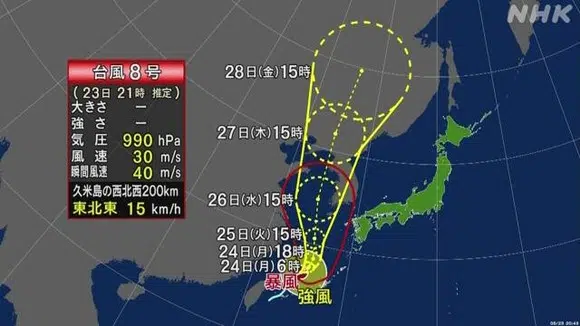 NHK
台風8号
(23日 21時 推定)
大きさ ー
強さ ー
気圧 990 hPa
風速 30 m/s
瞬間風速 40 m/s
久米島の西北西200km
東北東 15 km/h
28日(金)15時
27日(木)15時
26日(水)15時
25日(火)15時
24日(月)18時
24日(月)6時
暴風
強風